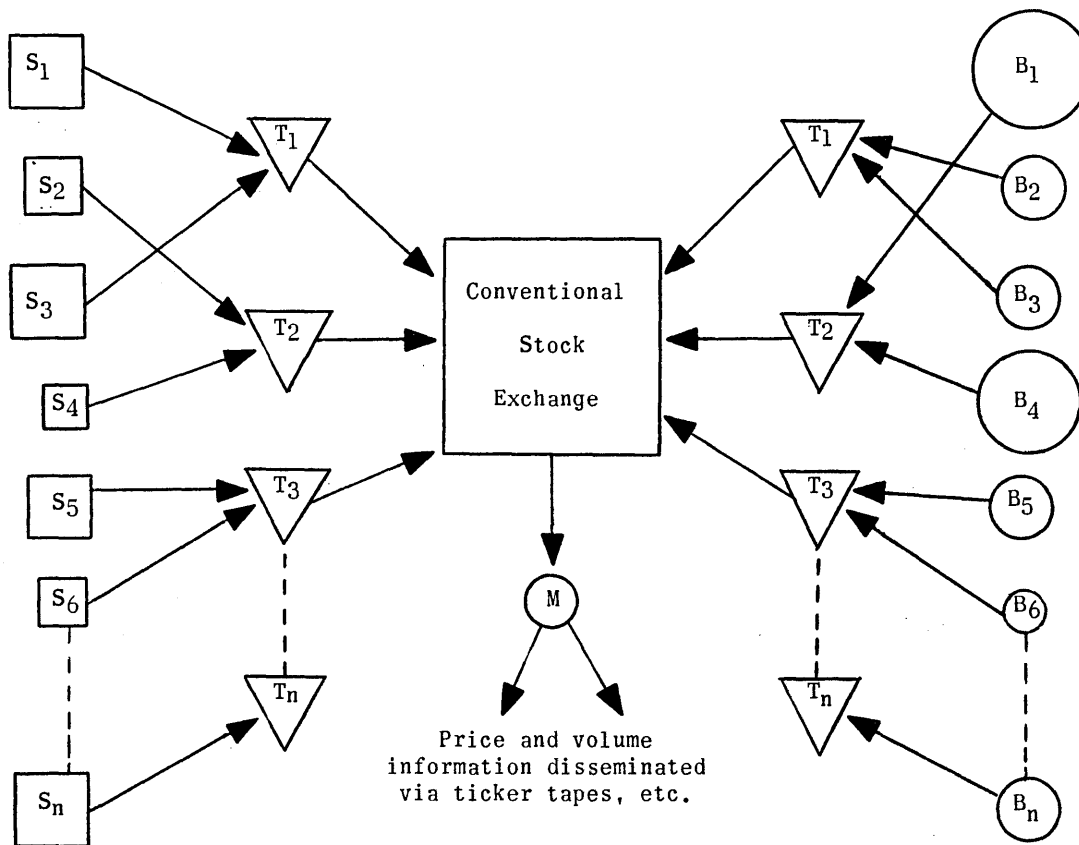 S1
S2
S3
S4
S5
S6
Sn
T1
T2
T3
Tn
Conventional
Stock
Exchange
M
Price and volume
information disseminated
via ticker tapes, etc.
T1
T2
T3
Tn
B1
B2
B3
B4
B5
B6
Bn